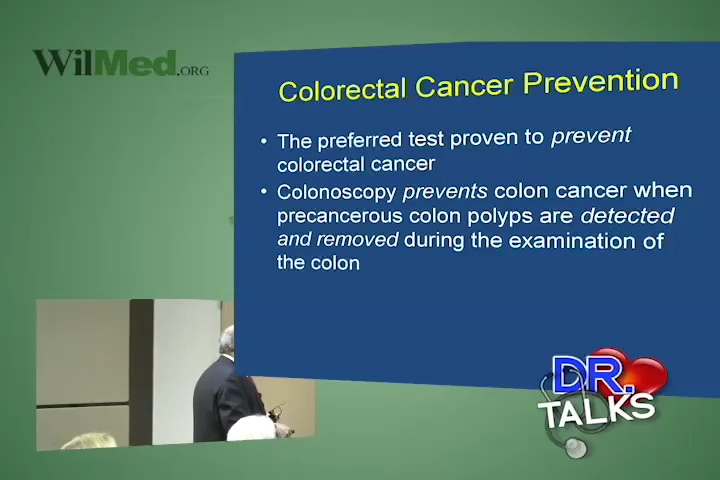 WilMed.ORG
Colorectal Cancer Prevention
• The preferred test proven to prevent
colorectal cancer
• Colonoscopy prevents colon cancer when
precancerous colon polyps are detected
and removed during the examination of
the colon
DR.
TALKS